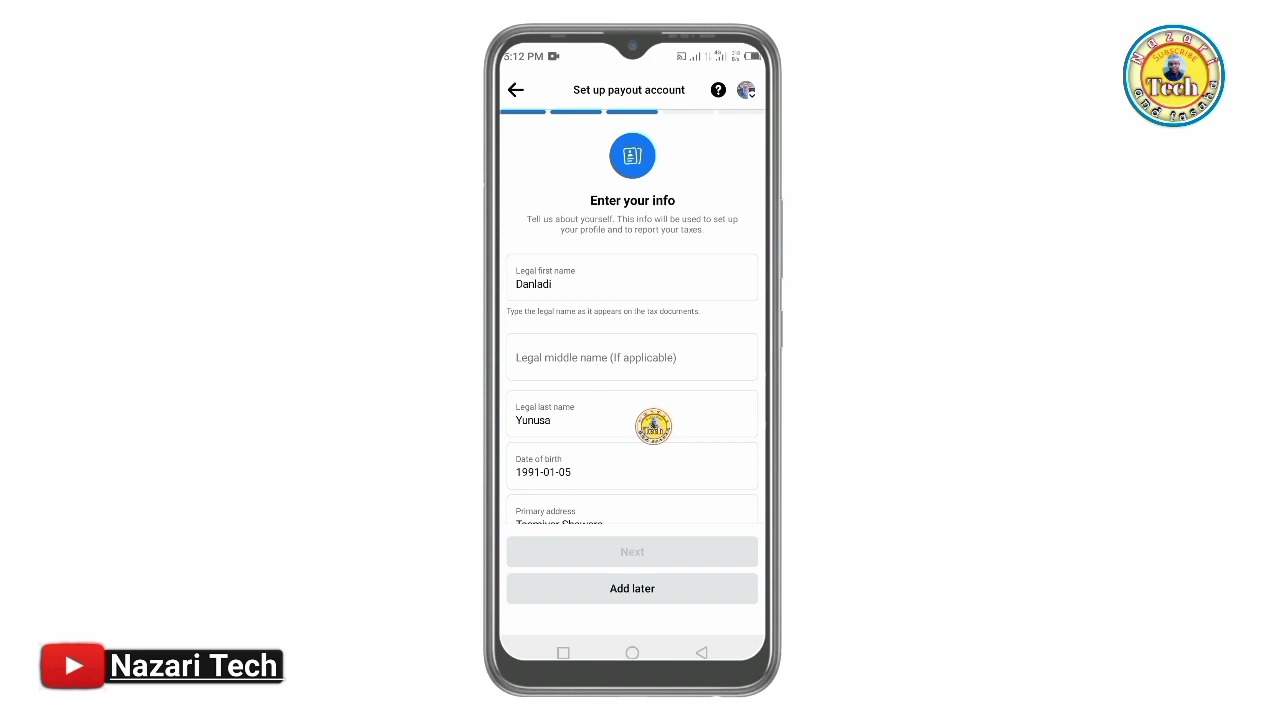 5:12 PM
Set up payout account
Enter your info
Tell us about yourself. This info will be used to set up
your profile and to report your taxes.
Legal first name
Danladi
Type the legal name as it appears on the tax documents.
Legal middle name (If applicable)
Legal last name
Yunusa
Date of birth
1991-01-05
Primary address
Next
Add later
Nazari
SUBSCRIBE
Tech
Nazari Tech